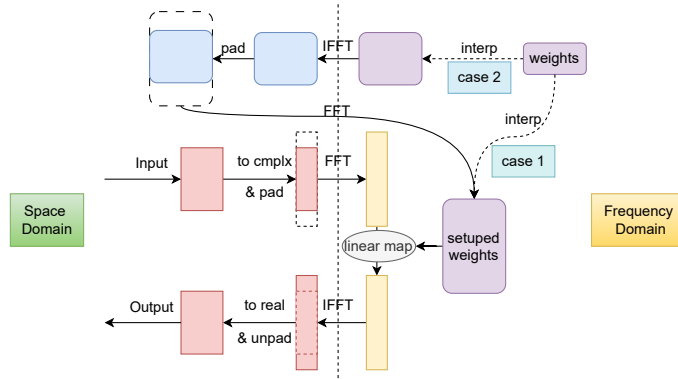 pad
IFFT
interp
weights
case 2
FFT
interp
case 1
Input
to cmplx
& pad
FFT
Space
Domain
linear map
setuped
weights
Frequency
Domain
Output
to real
& unpad
IFFT